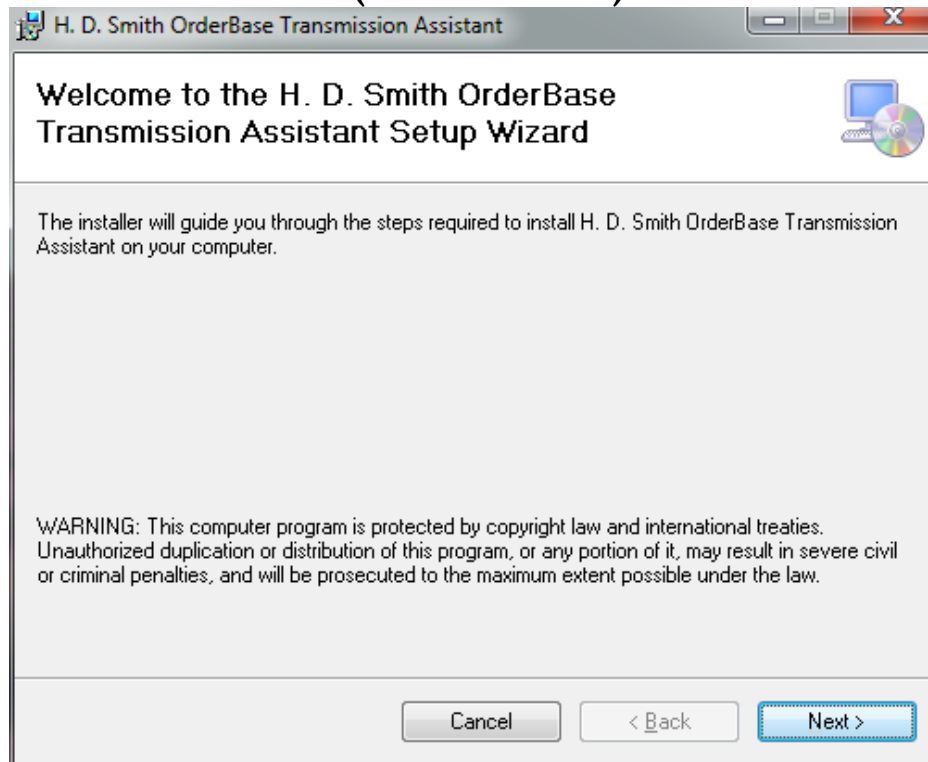 H. D. Smith OrderBase Transmission Assistant
Welcome to the H. D. Smith OrderBase
Transmission Assistant Setup Wizard
The installer will guide you through the steps required to install H. D. Smith OrderBase Transmission
Assistant on your computer.
WARNING: This computer program is protected by copyright law and international treaties.
Unauthorized duplication or distribution of this program, or any portion of it, may result in severe civil
or criminal penalties, and will be prosecuted to the maximum extent possible under the law.
Cancel < Back Next >